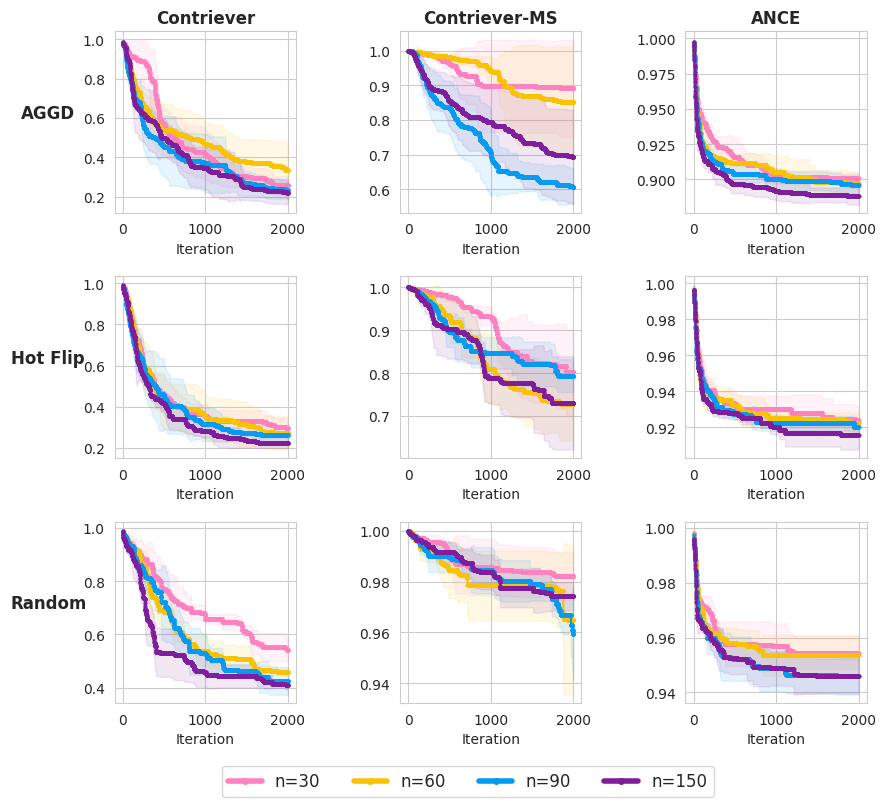 Contriever Contriever-MS ANCE
AGGD
1.0 0.8 0.6 0.4 0.2
0 1000 2000
Iteration
1.0 0.9 0.8 0.7 0.6
0 1000 2000
Iteration
1.000 0.975 0.950 0.925 0.900
0 1000 2000
Iteration
Hot Flip
1.0 0.8 0.6 0.4 0.2
0 1000 2000
Iteration
1.0 0.9 0.8 0.7
0 1000 2000
Iteration
1.00 0.98 0.96 0.94 0.92
0 1000 2000
Iteration
Random
1.0 0.8 0.6 0.4
0 1000 2000
Iteration
1.00 0.98 0.96 0.94
0 1000 2000
Iteration
1.00 0.98 0.96 0.94
0 1000 2000
Iteration
n=30 n=60 n=90 n=150